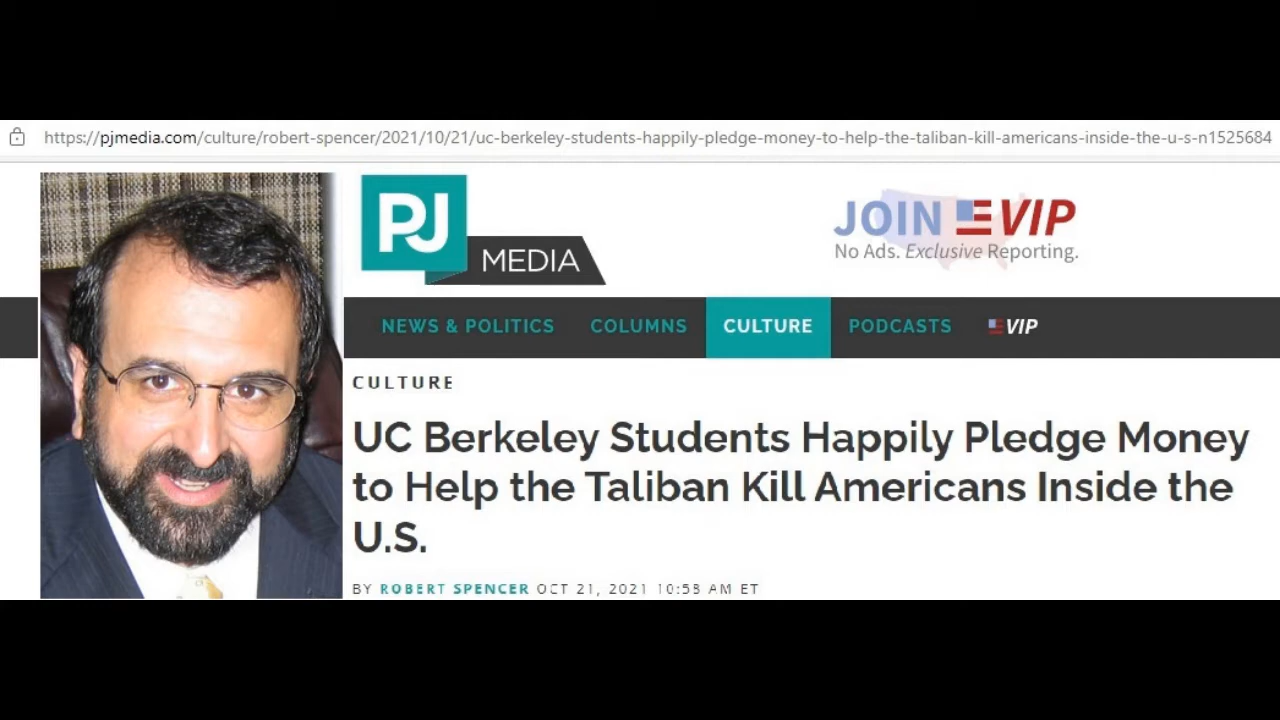 https://pjmedia.com/culture/robert-spencer/2021/10/21/uc-berkeley-students-happily-pledge-money-to-help-the-taliban-kill-americans-inside-the-u-s-n1525684
PJ
MEDIA
JOIN VIP
No Ads. Exclusive Reporting.
NEWS & POLITICS COLUMNS CULTURE PODCASTS VIP
CULTURE
UC Berkeley Students Happily Pledge Money
to Help the Taliban Kill Americans Inside the
U.S.
BY ROBERT SPENCER OCT 21, 2021 10:58 AM ET